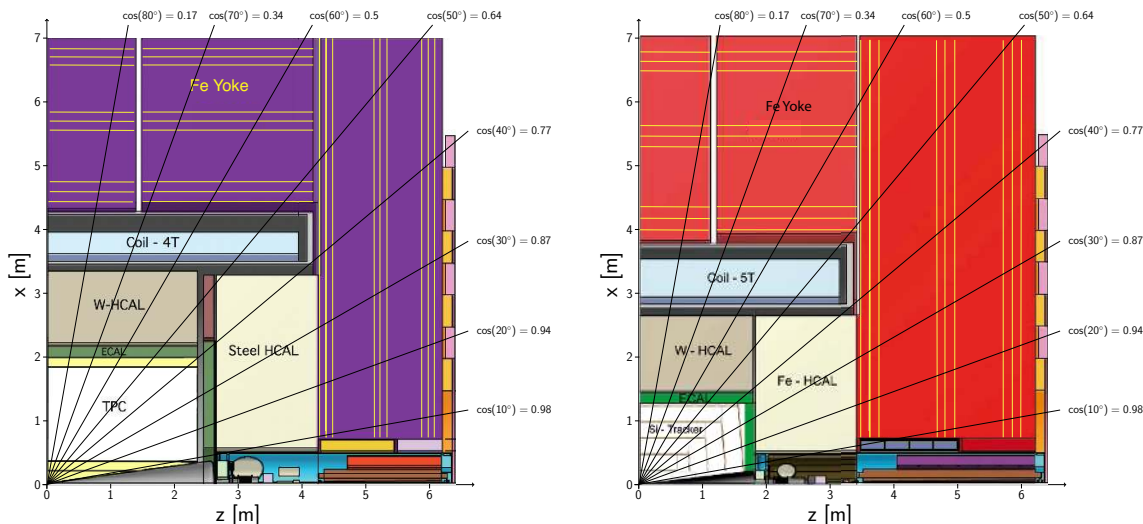 cos(80°) = 0.17 cos(70°) = 0.34 cos(60°) = 0.5 cos(50°) = 0.64
7
Fe Yoke
6
cos(40°) = 0.77
5
4
Coil - 4T
cos(30°) = 0.87
x [m]
3
W-HCAL
cos(20°) = 0.94
ECAL
Steel HCAL
2
TPC
cos(10°) = 0.98
1
0
0 1 2 3 4 5 6
z [m]
cos(80°) = 0.17 cos(70°) = 0.34 cos(60°) = 0.5 cos(50°) = 0.64
7
Fe Yoke
6
cos(40°) = 0.77
5
4
cos(30°) = 0.87
x [m]
Coil - 5T
3
cos(20°) = 0.94
W - HCAL
2
Fe - HCAL
ECAL
cos(10°) = 0.98
Si - Tracker
1
0
0 1 2 3 4 5 6
z [m]